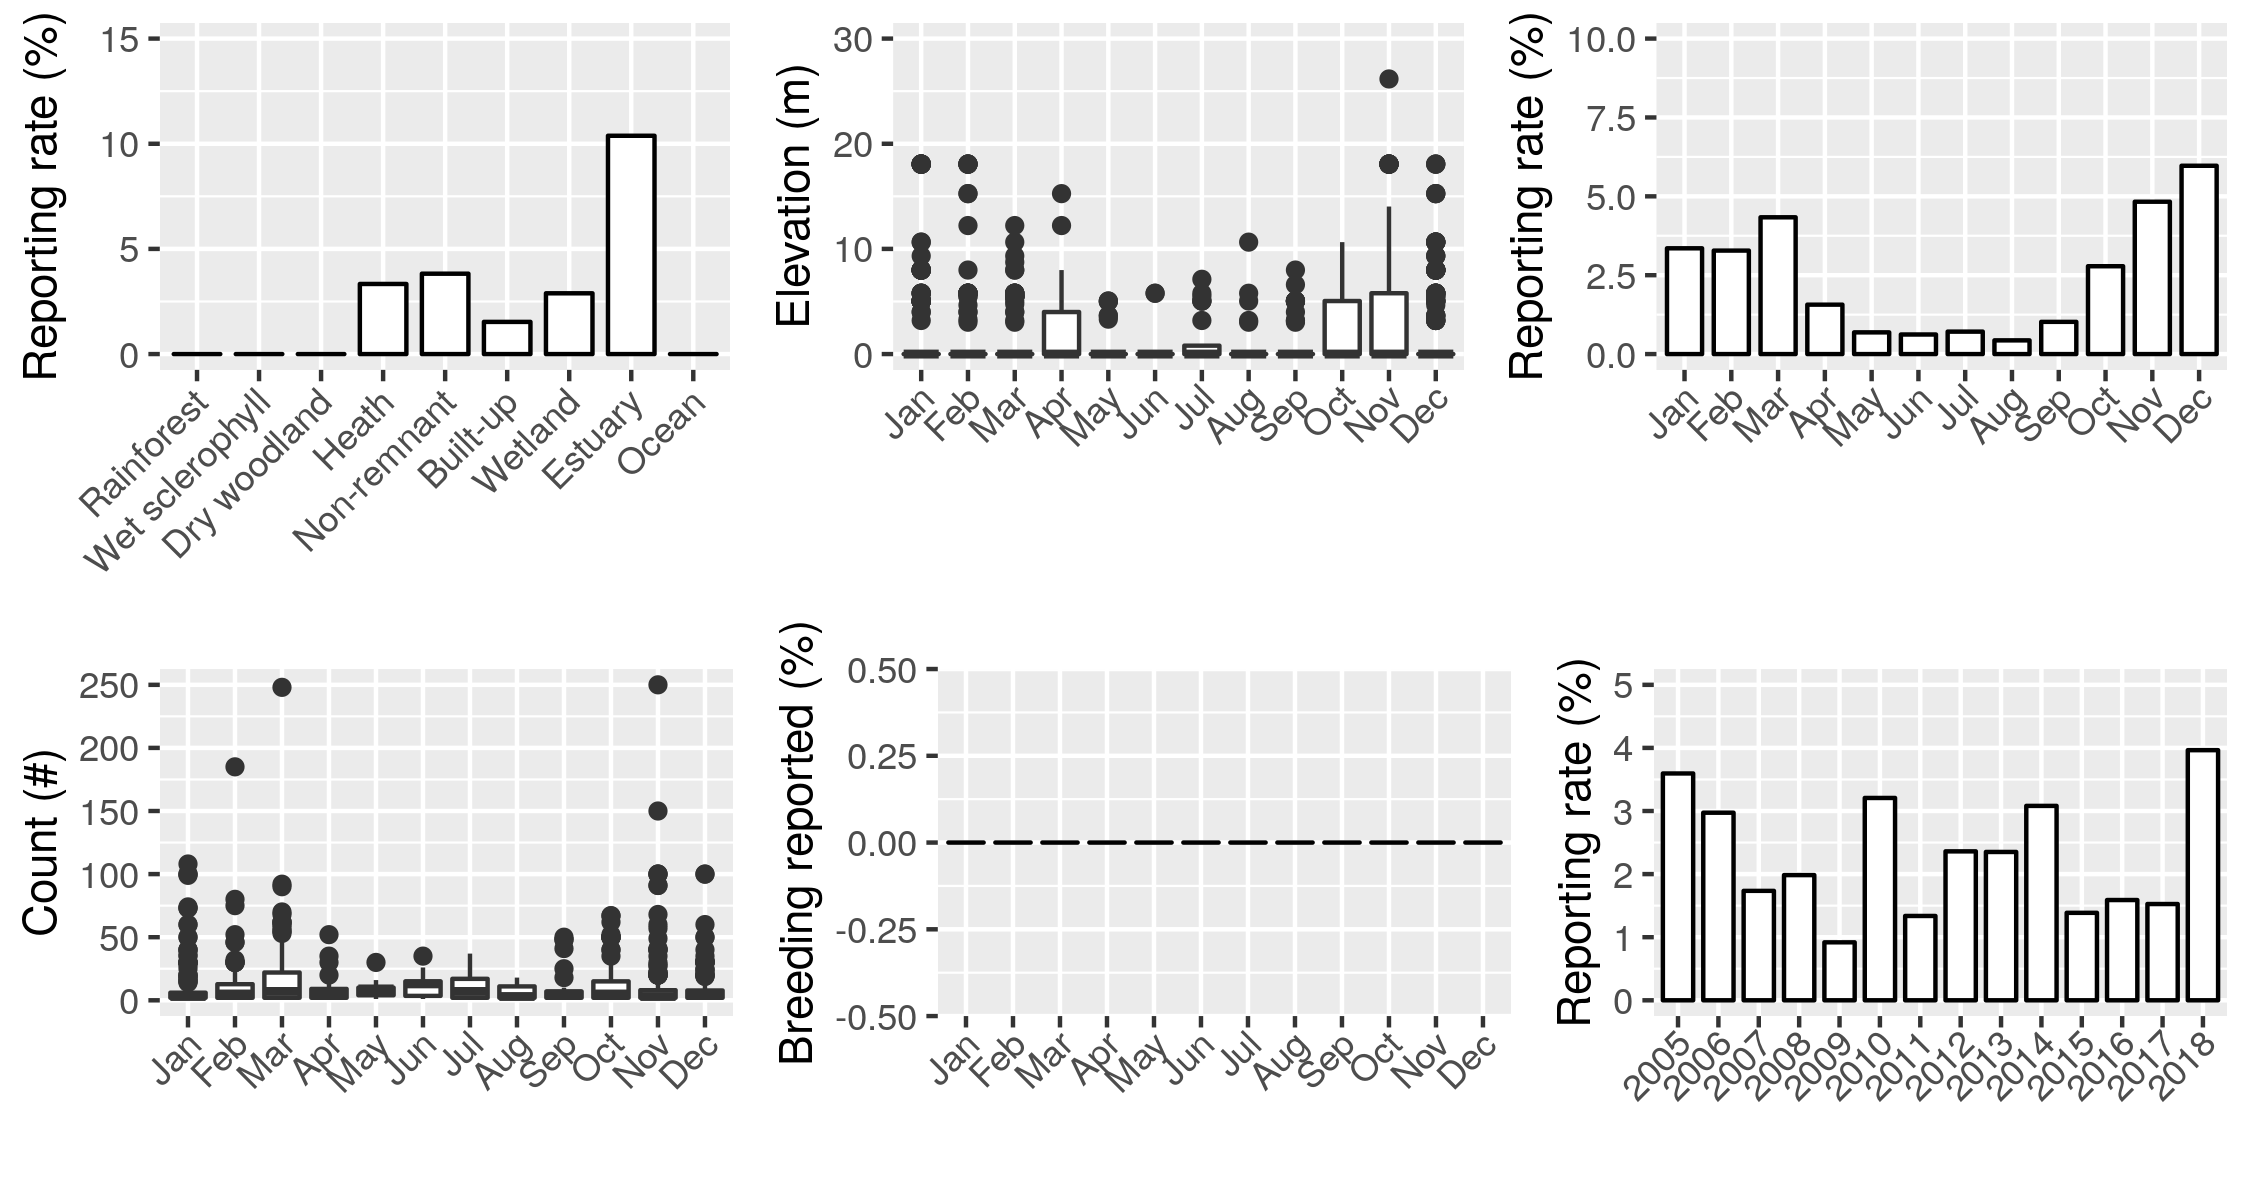 Reporting rate (%)
15
10
5
0
Rainforest
Wet sclerophyll
Dry woodland
Heath
Non-remnant
Built-up
Wetland
Estuary
Ocean
Elevation (m)
30
20
10
0
Jan
Feb
Mar
Apr
May
Jun
Jul
Aug
Sep
Oct
Nov
Dec
Reporting rate (%)
10.0
7.5
5.0
2.5
0.0
Jan
Feb
Mar
Apr
May
Jun
Jul
Aug
Sep
Oct
Nov
Dec
Count (#)
250
200
150
100
50
0
Jan
Feb
Mar
Apr
May
Jun
Jul
Aug
Sep
Oct
Nov
Dec
Breeding reported (%)
0.50
0.25
0.00
-0.25
-0.50
Jan
Feb
Mar
Apr
May
Jun
Jul
Aug
Sep
Oct
Nov
Dec
Reporting rate (%)
5
4
3
2
1
0
2005
2006
2007
2008
2009
2010
2011
2012
2013
2014
2015
2016
2017
2018